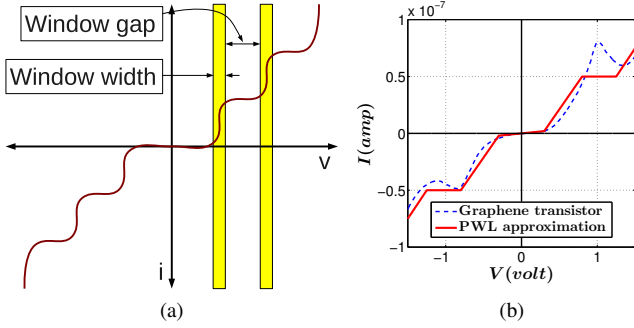 Window gap
Window width
v
i
(a)
× 10⁻⁷
1
0.5
0
−0.5
−1
−1
0
1
I(amp)
V(volt)
Graphene transistor
PWL approximation
(b)